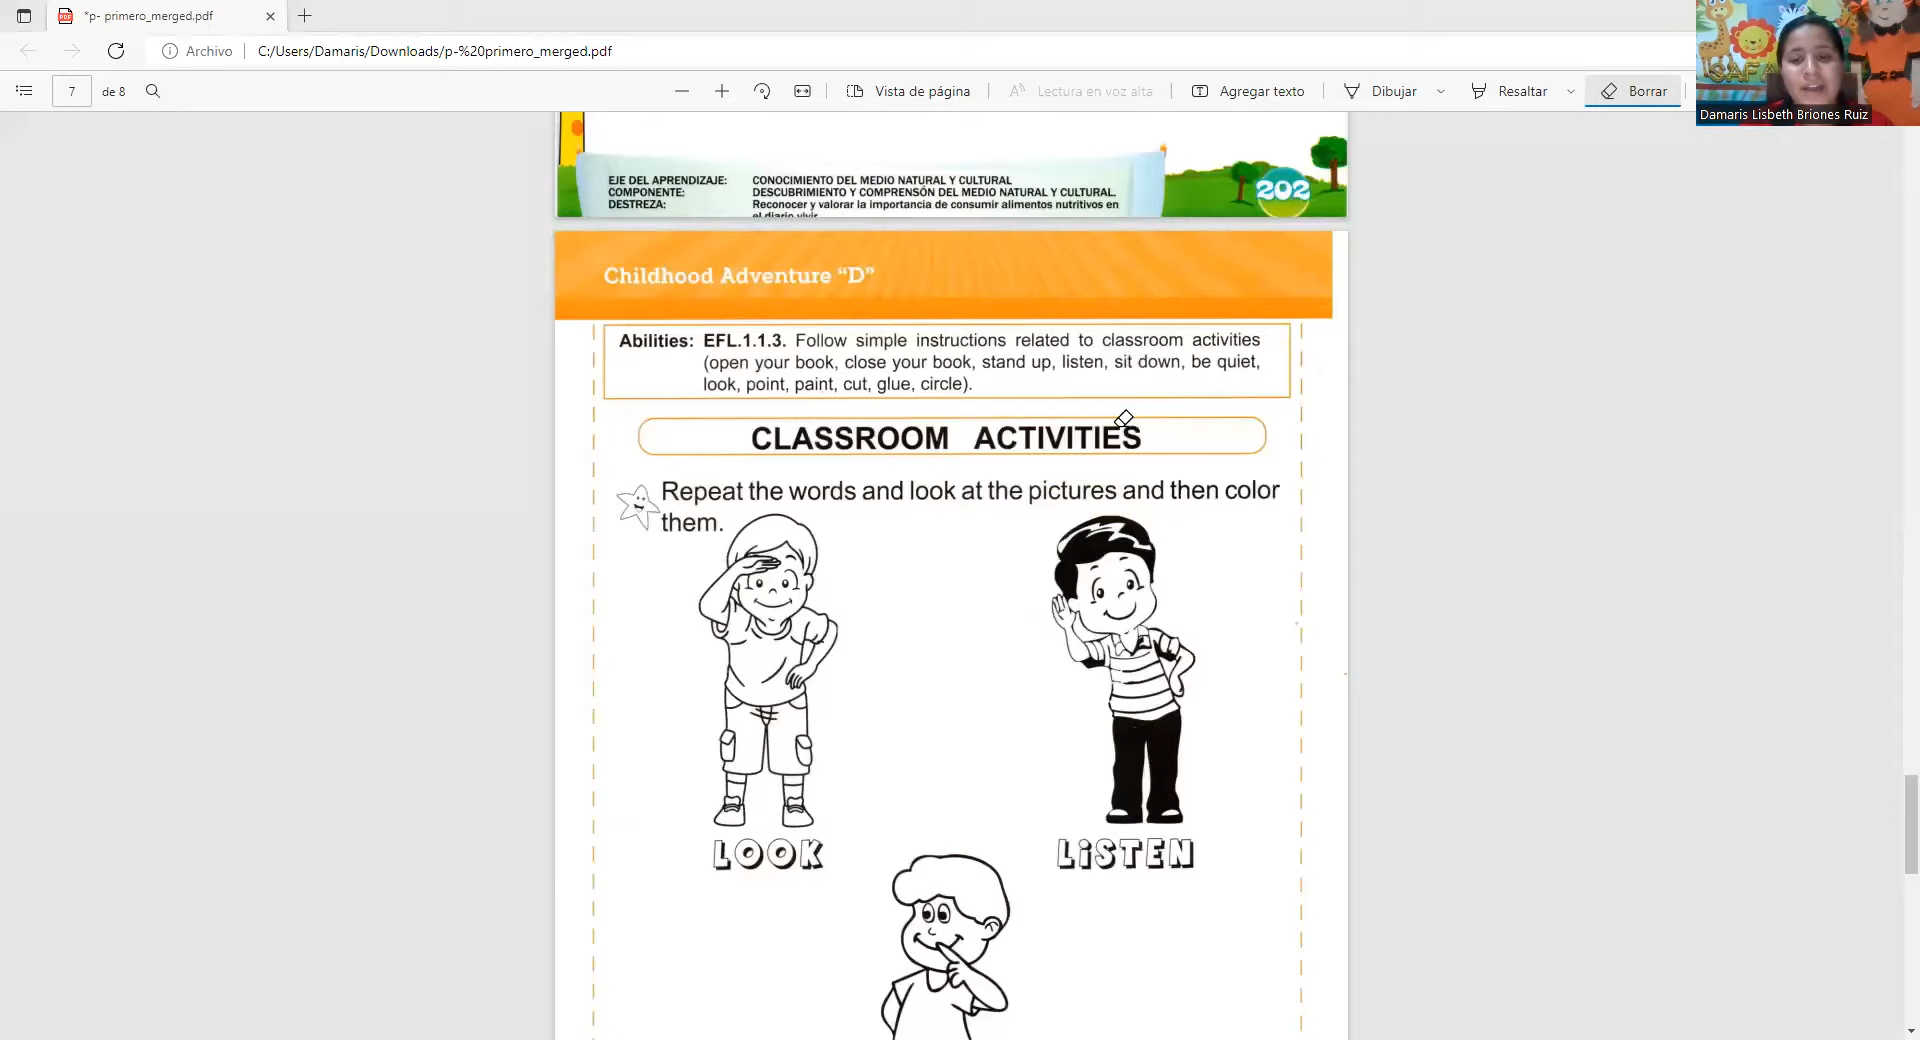 *p- primero_merged.pdf
Archivo C:/Users/Damaris/Downloads/p-%20primero_merged.pdf
7 de 8 Vista de página Lectura en voz alta Agregar texto Dibujar Resaltar Borrar
SAFA
Damaris Lisbeth Briones Ruiz
EJE DEL APRENDIZAJE: CONOCIMIENTO DEL MEDIO NATURAL Y CULTURAL
COMPONENTE: DESCUBRIMIENTO Y COMPRENSÓN DEL MEDIO NATURAL Y CULTURAL.
DESTREZA: Reconocer y valorar la importancia de consumir alimentos nutritivos en
el diario vivir
202
Childhood Adventure “D”
Abilities: EFL.1.1.3. Follow simple instructions related to classroom activities
(open your book, close your book, stand up, listen, sit down, be quiet,
look, point, paint, cut, glue, circle).
CLASSROOM ACTIVITIES
Repeat the words and look at the pictures and then color
them.
LOOK
LiSTEN